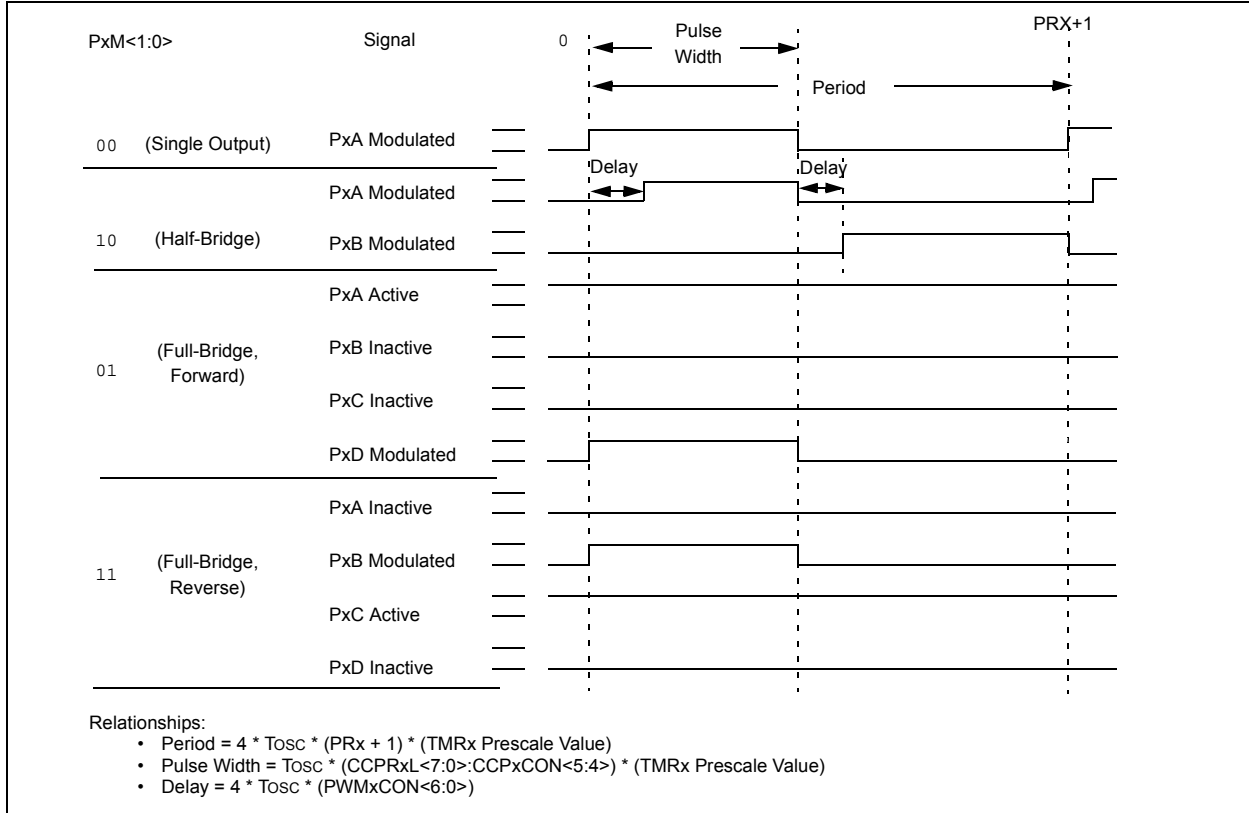 PxM<1:0> Signal 0 Pulse Width PRX+1
Period
00 (Single Output) PxA Modulated
Delay Delay
PxA Modulated
10 (Half-Bridge) PxB Modulated
PxA Active
(Full-Bridge, Forward) PxB Inactive
01
PxC Inactive
PxD Modulated
PxA Inactive
(Full-Bridge, Reverse) PxB Modulated
11
PxC Active
PxD Inactive
Relationships:
• Period = 4 * TOSC * (PRx + 1) * (TMRx Prescale Value)
• Pulse Width = TOSC * (CCPRxL<7:0>:CCPxCON<5:4>) * (TMRx Prescale Value)
• Delay = 4 * TOSC * (PWMxCON<6:0>)